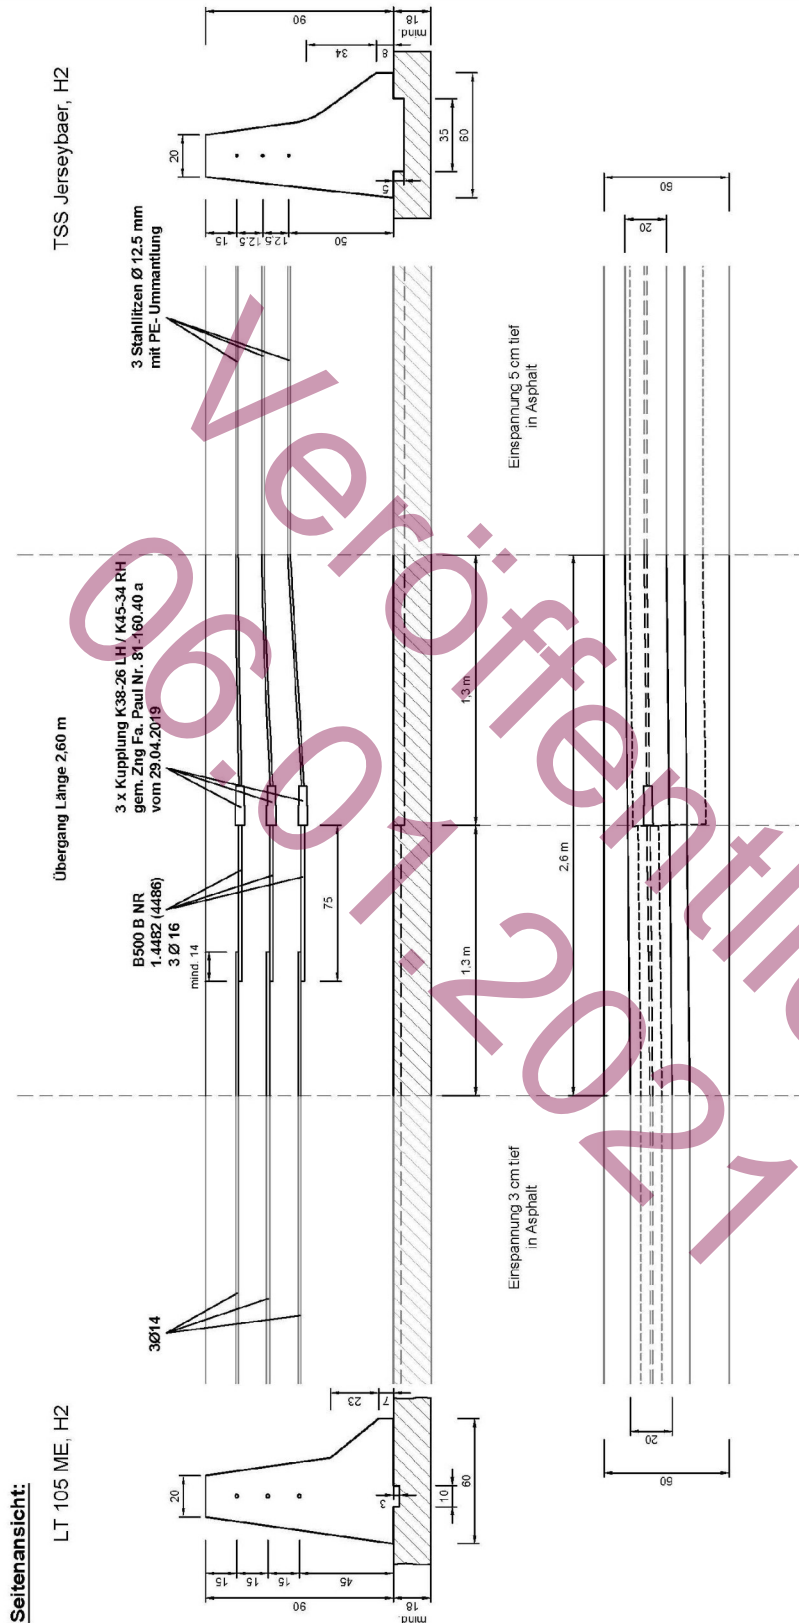 Seitenansicht:
LT 105 ME, H2
TSS Jerseybaer, H2
Übergang Länge 2,60 m
3Ø14
B500 B NR
1.4482 (4486)
3 Ø 16
mind. 14
75
3 x Kupplung K38-26 LH / K45-34 RH
gem. Zng Fa. Paul Nr. 81-160.40 a
vom 29.04.2019
3 Stahllitzen Ø 12.5 mm
mit PE- Ummantlung
20
15
15
15
45
90
18
mind.
23
7
3
10
60
20
15
12.5
12.5
50
90
18
mind.
34
8
5
35
60
1,3 m
1,3 m
2,6 m
Einspannung 3 cm tief
in Asphalt
Einspannung 5 cm tief
in Asphalt
20
60
20
60
06.01.2021